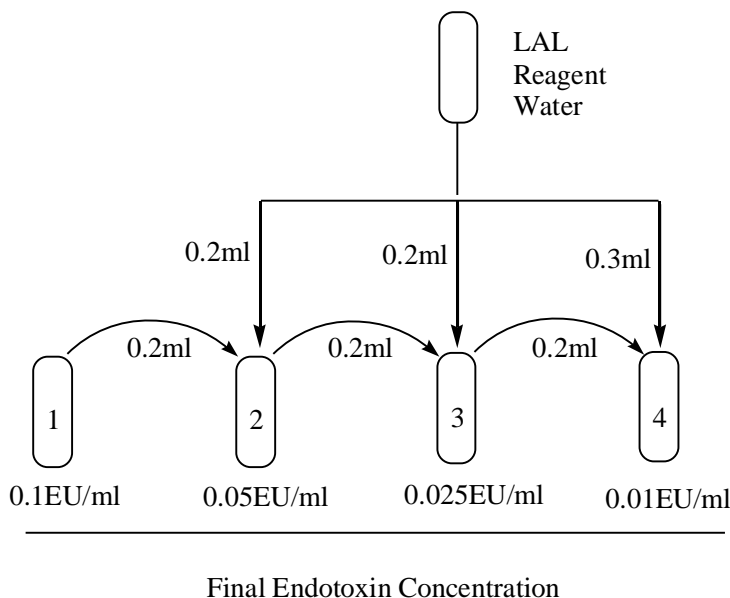 LAL
Reagent
Water
0.2ml
0.2ml
0.3ml
0.2ml
0.2ml
0.2ml
1
2
3
4
0.1EU/ml
0.05EU/ml
0.025EU/ml
0.01EU/ml
Final Endotoxin Concentration